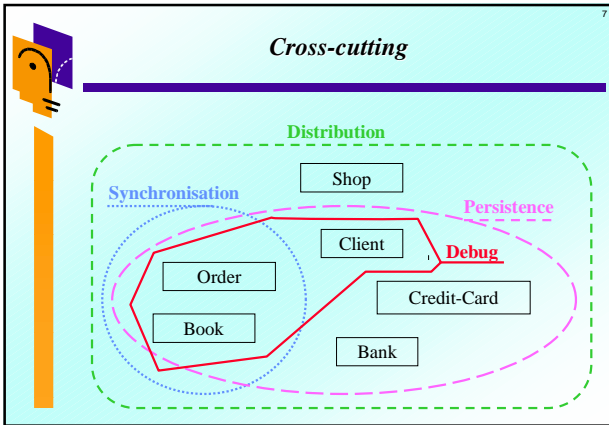 7
Cross-cutting
Distribution
Shop
Synchronisation
Persistence
Client
Debug
Order
Credit-Card
Book
Bank